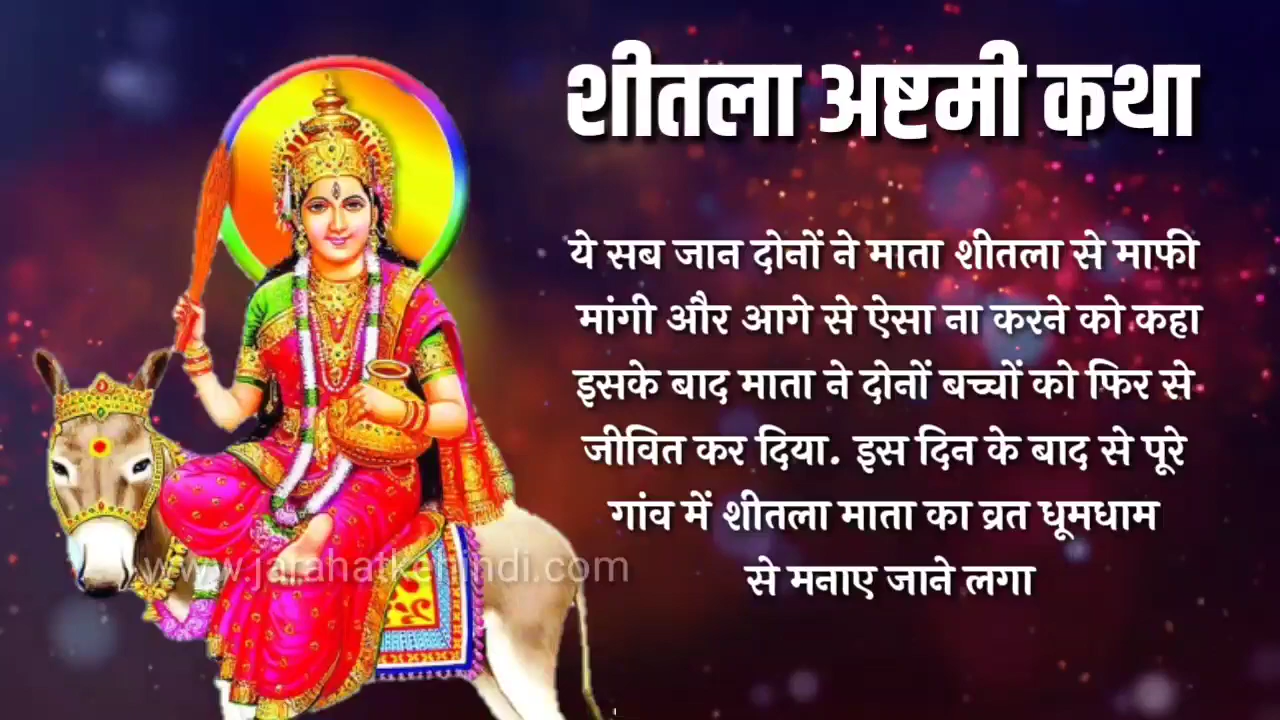 शीतला अष्टमी कथा
ये सब जान दोनों ने माता शीतला से माफी
मांगी और आगे से ऐसा ना करने को कहा
इसके बाद माता ने दोनों बच्चों को फिर से
जीवित कर दिया. इस दिन के बाद से पूरे
गांव में शीतला माता का व्रत धूमधाम
से मनाए जाने लगा
www.jarahatkehindi.com